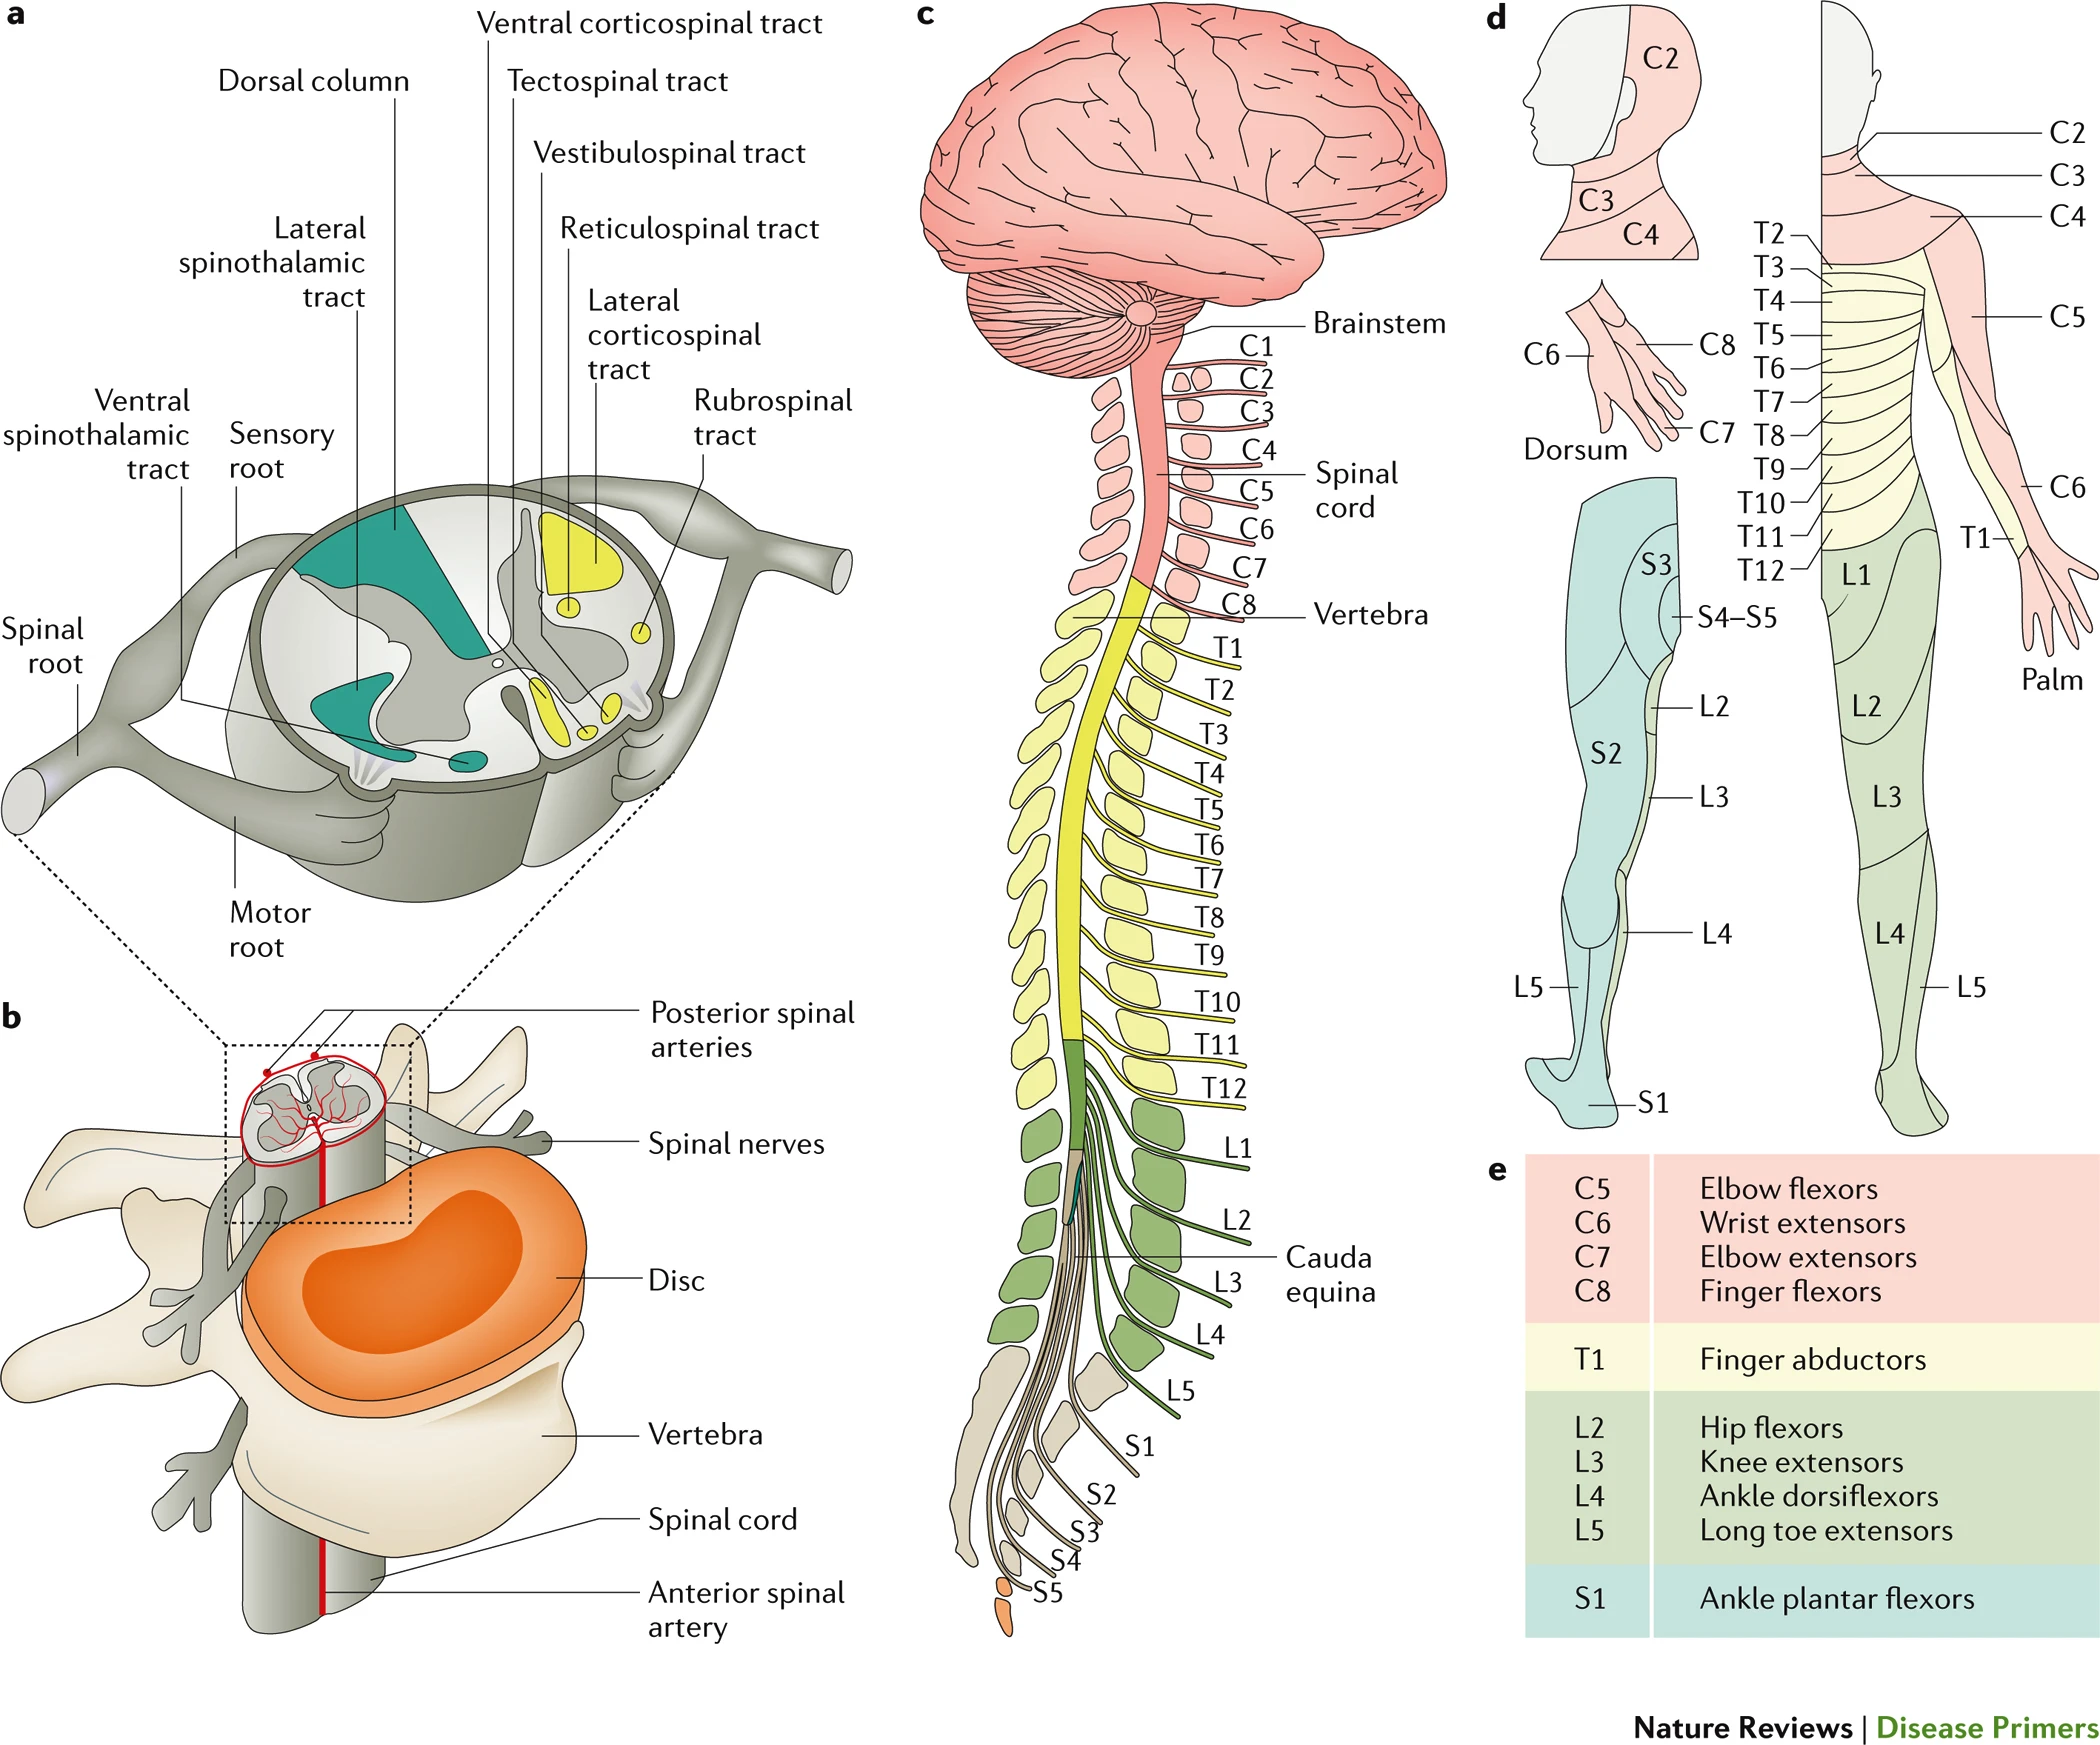 a
Ventral corticospinal tract
Dorsal column
Tectospinal tract
Vestibulospinal tract
Lateral
spinothalamic
tract
Reticulospinal tract
Lateral
corticospinal
tract
Ventral
spinothalamic
tract
Sensory
root
Rubrospinal
tract
Spinal
root
Motor
root
b
Posterior spinal
arteries
Spinal nerves
Disc
Vertebra
Spinal cord
Anterior spinal
artery
c
Brainstem
C1
C2
C3
C4
Spinal
cord
C5
C6
C7
C8
Vertebra
T1
T2
T3
T4
T5
T6
T7
T8
T9
T10
T11
T12
L1
L2
Cauda
equina
L3
L4
L5
S1
S2
S3
S4
S5
d
C2
C3
C4
C6
C8
C7
Dorsum
S3
S4–S5
L2
S2
L3
L4
L5
S1
C2
C3
C4
T2
T3
T4
T5
T6
T7
T8
T9
T10
T11
T12
C5
C6
T1
Palm
L1
L2
L3
L4
L5
e
C5 Elbow flexors
C6 Wrist extensors
C7 Elbow extensors
C8 Finger flexors
T1 Finger abductors
L2 Hip flexors
L3 Knee extensors
L4 Ankle dorsiflexors
L5 Long toe extensors
S1 Ankle plantar flexors
Nature Reviews | Disease Primers